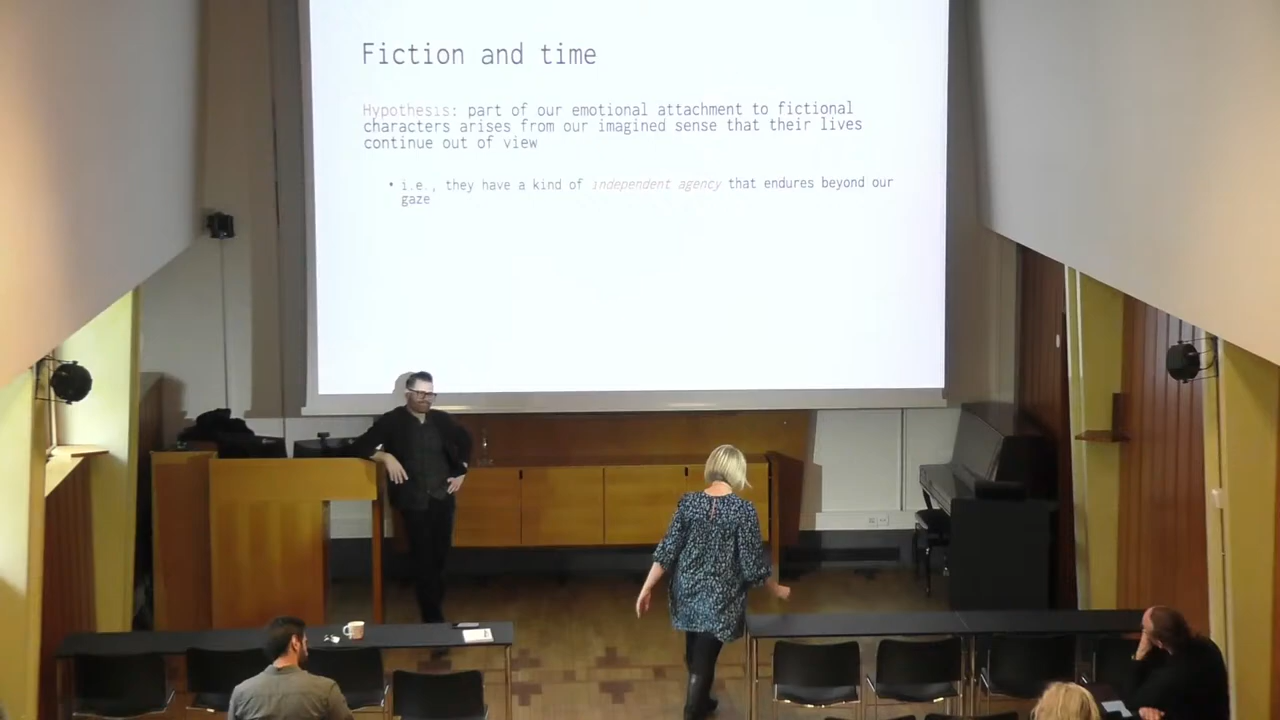 Fiction and time
Hypothesis: part of our emotional attachment to fictional
characters arises from our imagined sense that their lives
continue out of view
• i.e., they have a kind of independent agency that endures beyond our
gaze